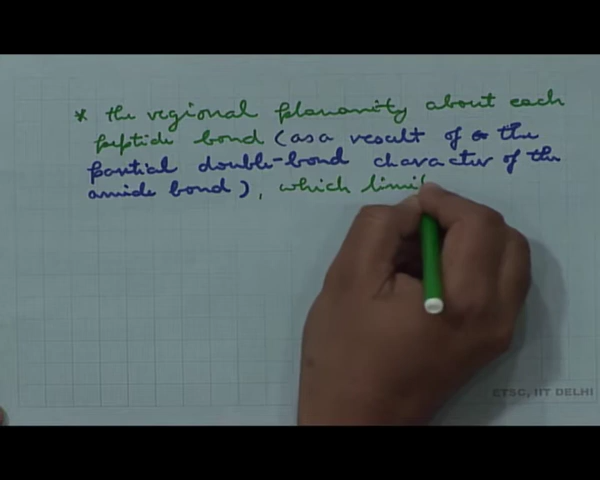 * the regional planarity about each
peptide bond (as a result of the
partial double-bond character of the
amide bond), which limi
ETSC, IIT DELHI